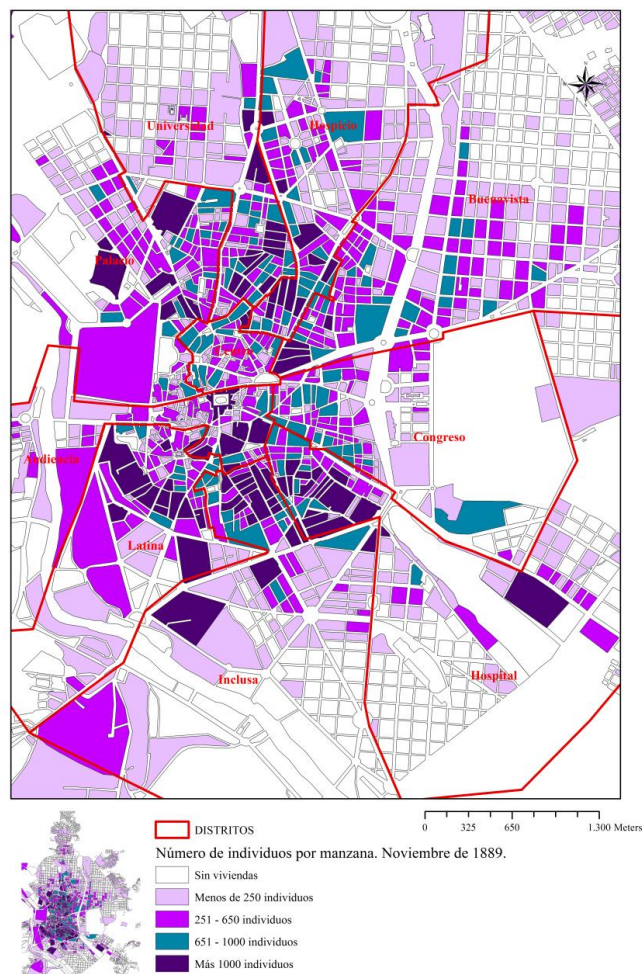 Universidad
Hospicio
Buenavista
Palacio
Centro
Congreso
Audiencia
Latina
Inclusa
Hospital
0 325 650 1.300 Meters
DISTRITOS
Número de individuos por manzana. Noviembre de 1889.
Sin viviendas
Menos de 250 individuos
251 - 650 individuos
651 - 1000 individuos
Más 1000 individuos